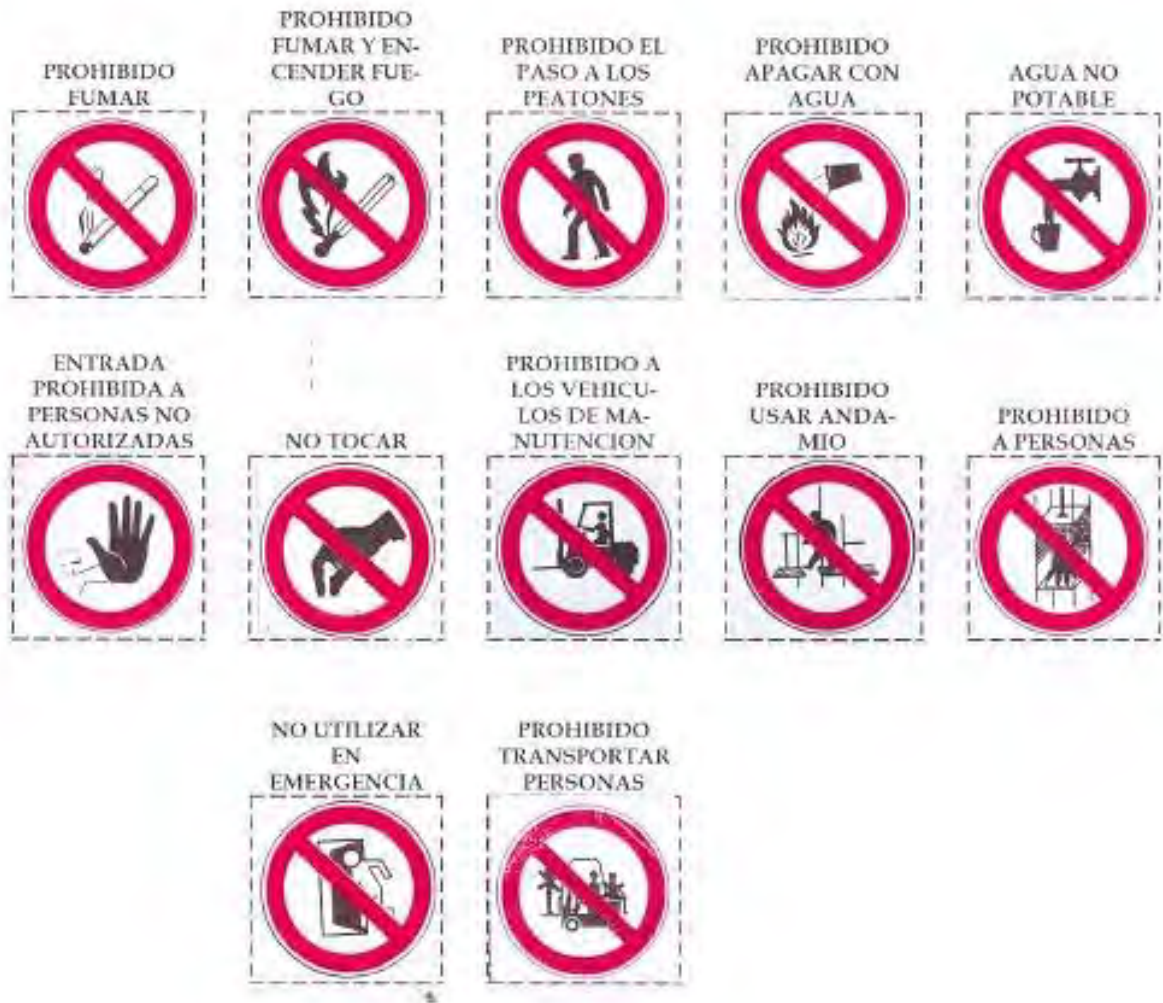 PROHIBIDO
FUMAR
PROHIBIDO
FUMAR Y EN-
CENDER FUE-
GO
PROHIBIDO EL
PASO A LOS
PEATONES
PROHIBIDO
APAGAR CON
AGUA
AGUA NO
POTABLE
ENTRADA
PROHIBIDA A
PERSONAS NO
AUTORIZADAS
NO TOCAR
PROHIBIDO A
LOS VEHICU-
LOS DE MA-
NUTENCION
PROHIBIDO
USAR ANDA-
MIO
PROHIBIDO
A PERSONAS
NO UTILIZAR
EN
EMERGENCIA
PROHIBIDO
TRANSPORTAR
PERSONAS